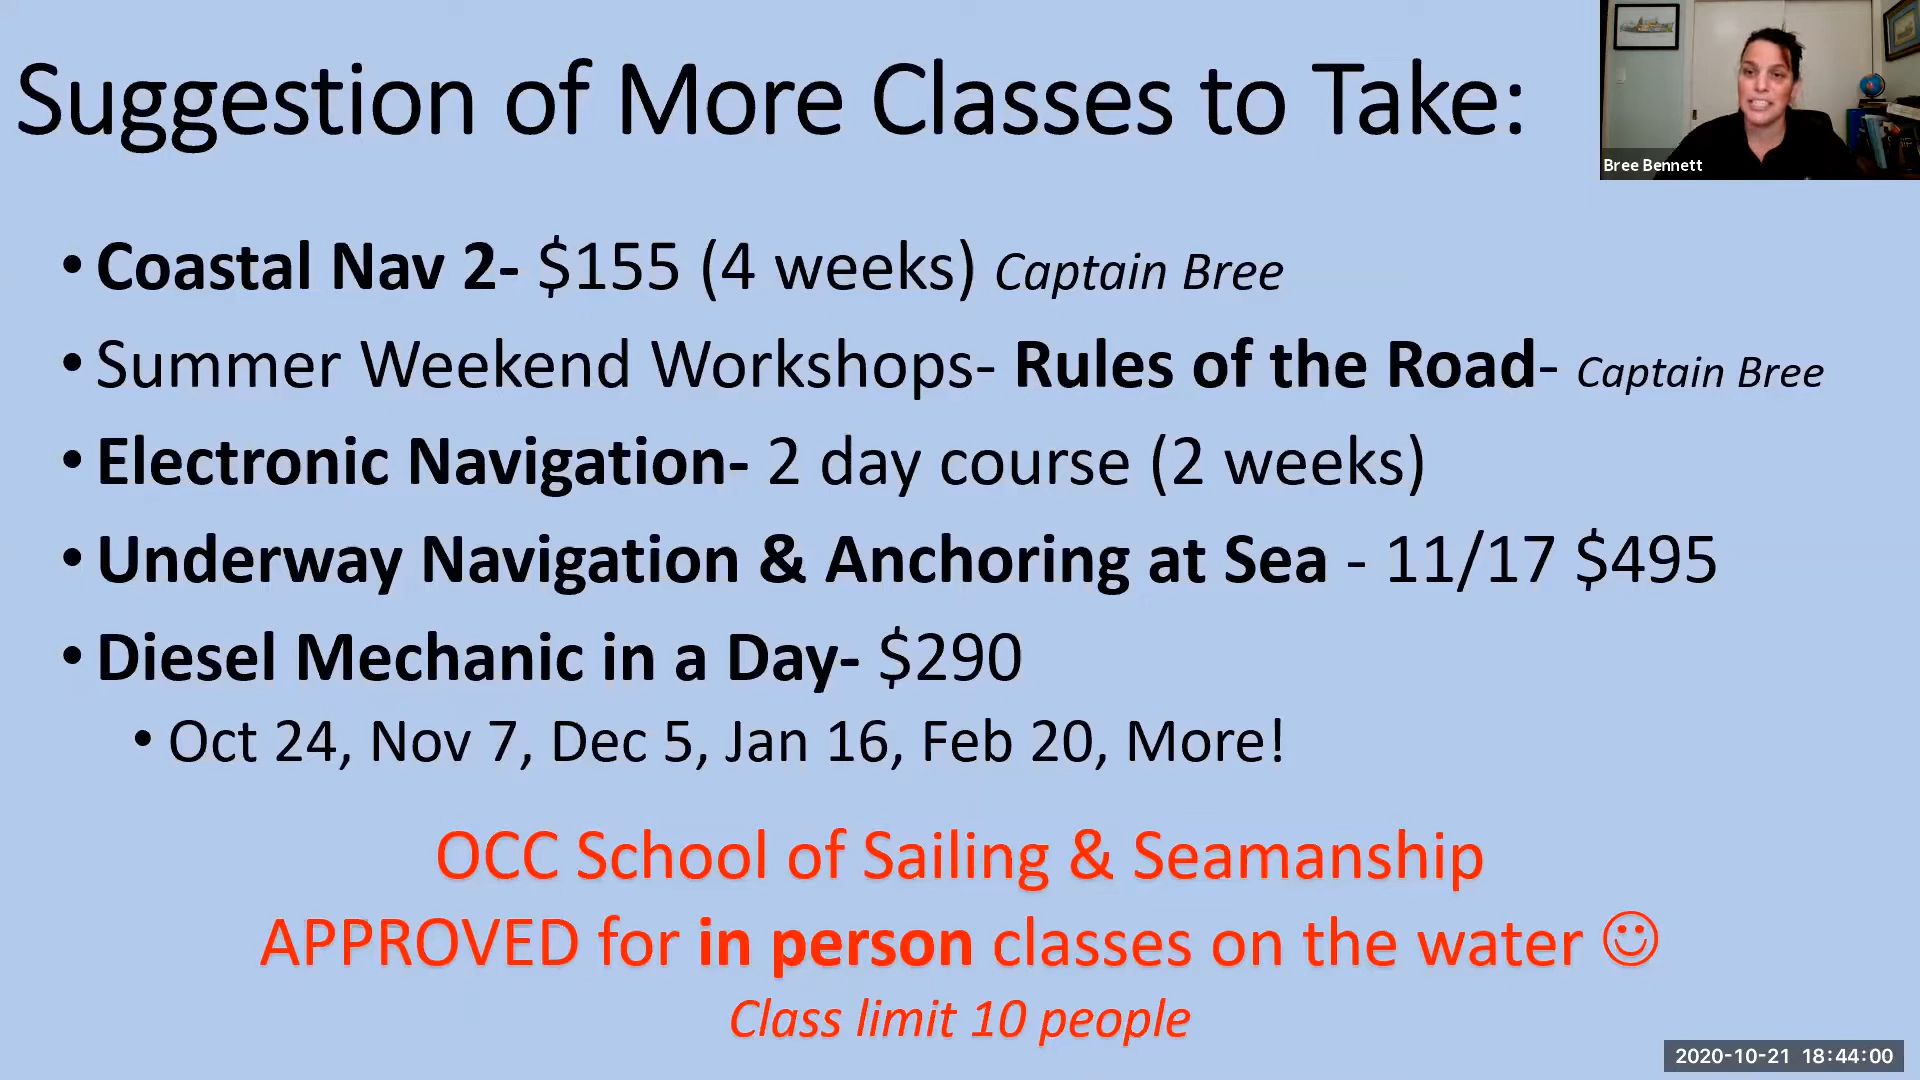 Suggestion of More Classes to Take:
Bree Bennett
• Coastal Nav 2- $155 (4 weeks) Captain Bree
• Summer Weekend Workshops- Rules of the Road- Captain Bree
• Electronic Navigation- 2 day course (2 weeks)
• Underway Navigation & Anchoring at Sea - 11/17 $495
• Diesel Mechanic in a Day- $290
• Oct 24, Nov 7, Dec 5, Jan 16, Feb 20, More!
OCC School of Sailing & Seamanship
APPROVED for in person classes on the water ☺
Class limit 10 people
2020-10-21 18:44:00